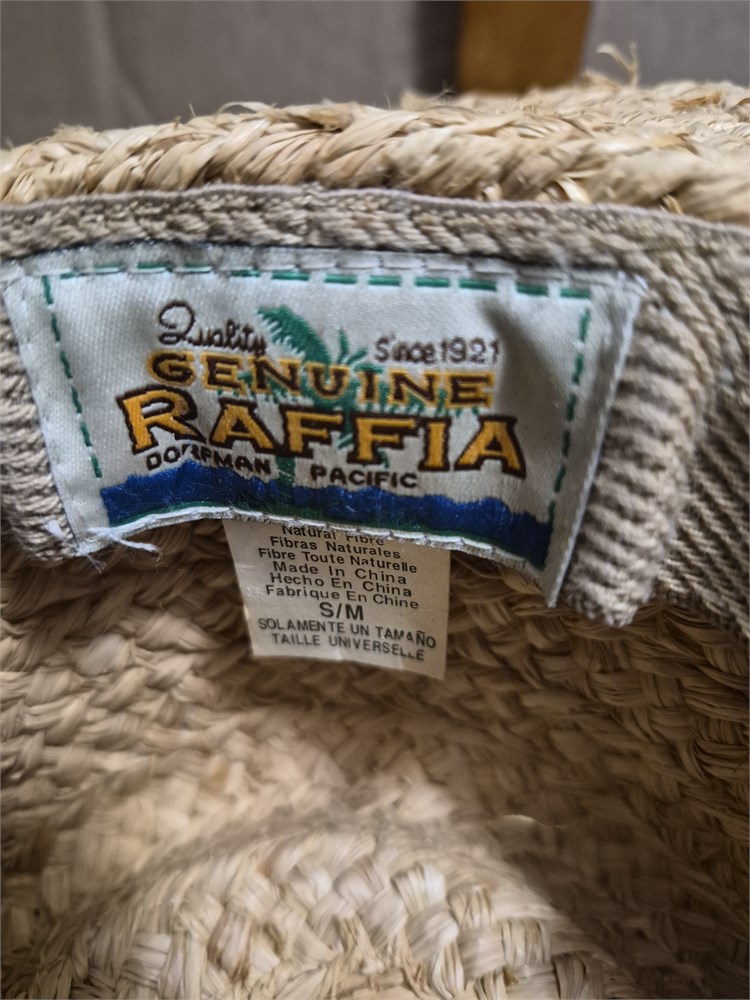 Quality Since 1921
GENUINE
RAFFIA
DORFMAN PACIFIC
Natural Fibre
Fibras Naturales
Fibre Toute Naturelle
Made In China
Hecho En China
Fabrique En Chine
S/M
SOLAMENTE UN TAMAÑO
TAILLE UNIVERSELLE